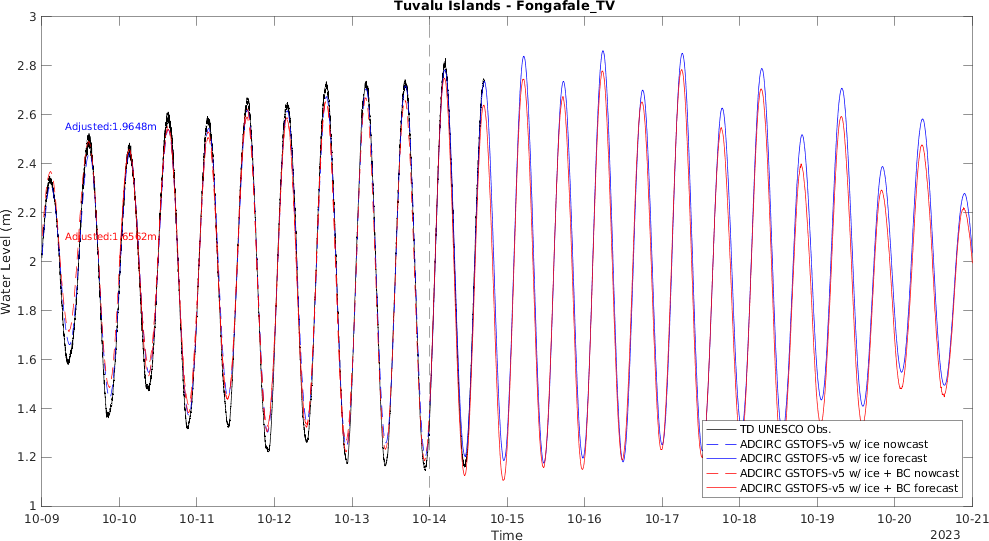 Tuvalu Islands - Fongafale_TV
Water Level (m)
3
2.8
2.6
2.4
2.2
2
1.8
1.6
1.4
1.2
1
Adjusted:1.9648m
Adjusted:1.6562m
TD UNESCO Obs.
ADCIRC GSTOFS-v5 w/ ice nowcast
ADCIRC GSTOFS-v5 w/ ice forecast
ADCIRC GSTOFS-v5 w/ ice + BC nowcast
ADCIRC GSTOFS-v5 w/ ice + BC forecast
10-09 10-10 10-11 10-12 10-13 10-14 10-15 10-16 10-17 10-18 10-19 10-20 10-21
Time
2023